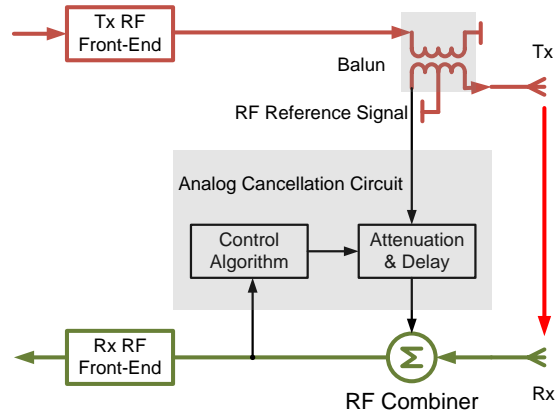 Tx RF
Front-End
Balun
Tx
RF Reference Signal
Analog Cancellation Circuit
Control
Algorithm
Attenuation
& Delay
Rx RF
Front-End
Σ
Rx
RF Combiner